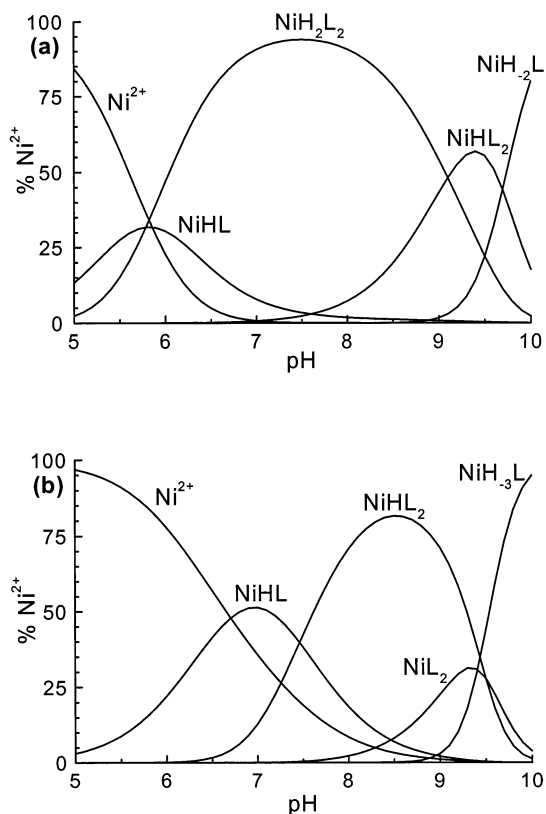 (a)
% Ni²⁺
100
75
50
25
0
Ni²⁺
NiHL
NiH₂L₂
NiHL₂
NiH₋₂L
5 6 7 8 9 10
pH
(b)
% Ni²⁺
100
75
50
25
0
Ni²⁺
NiHL
NiHL₂
NiL₂
NiH₋₃L
5 6 7 8 9 10
pH